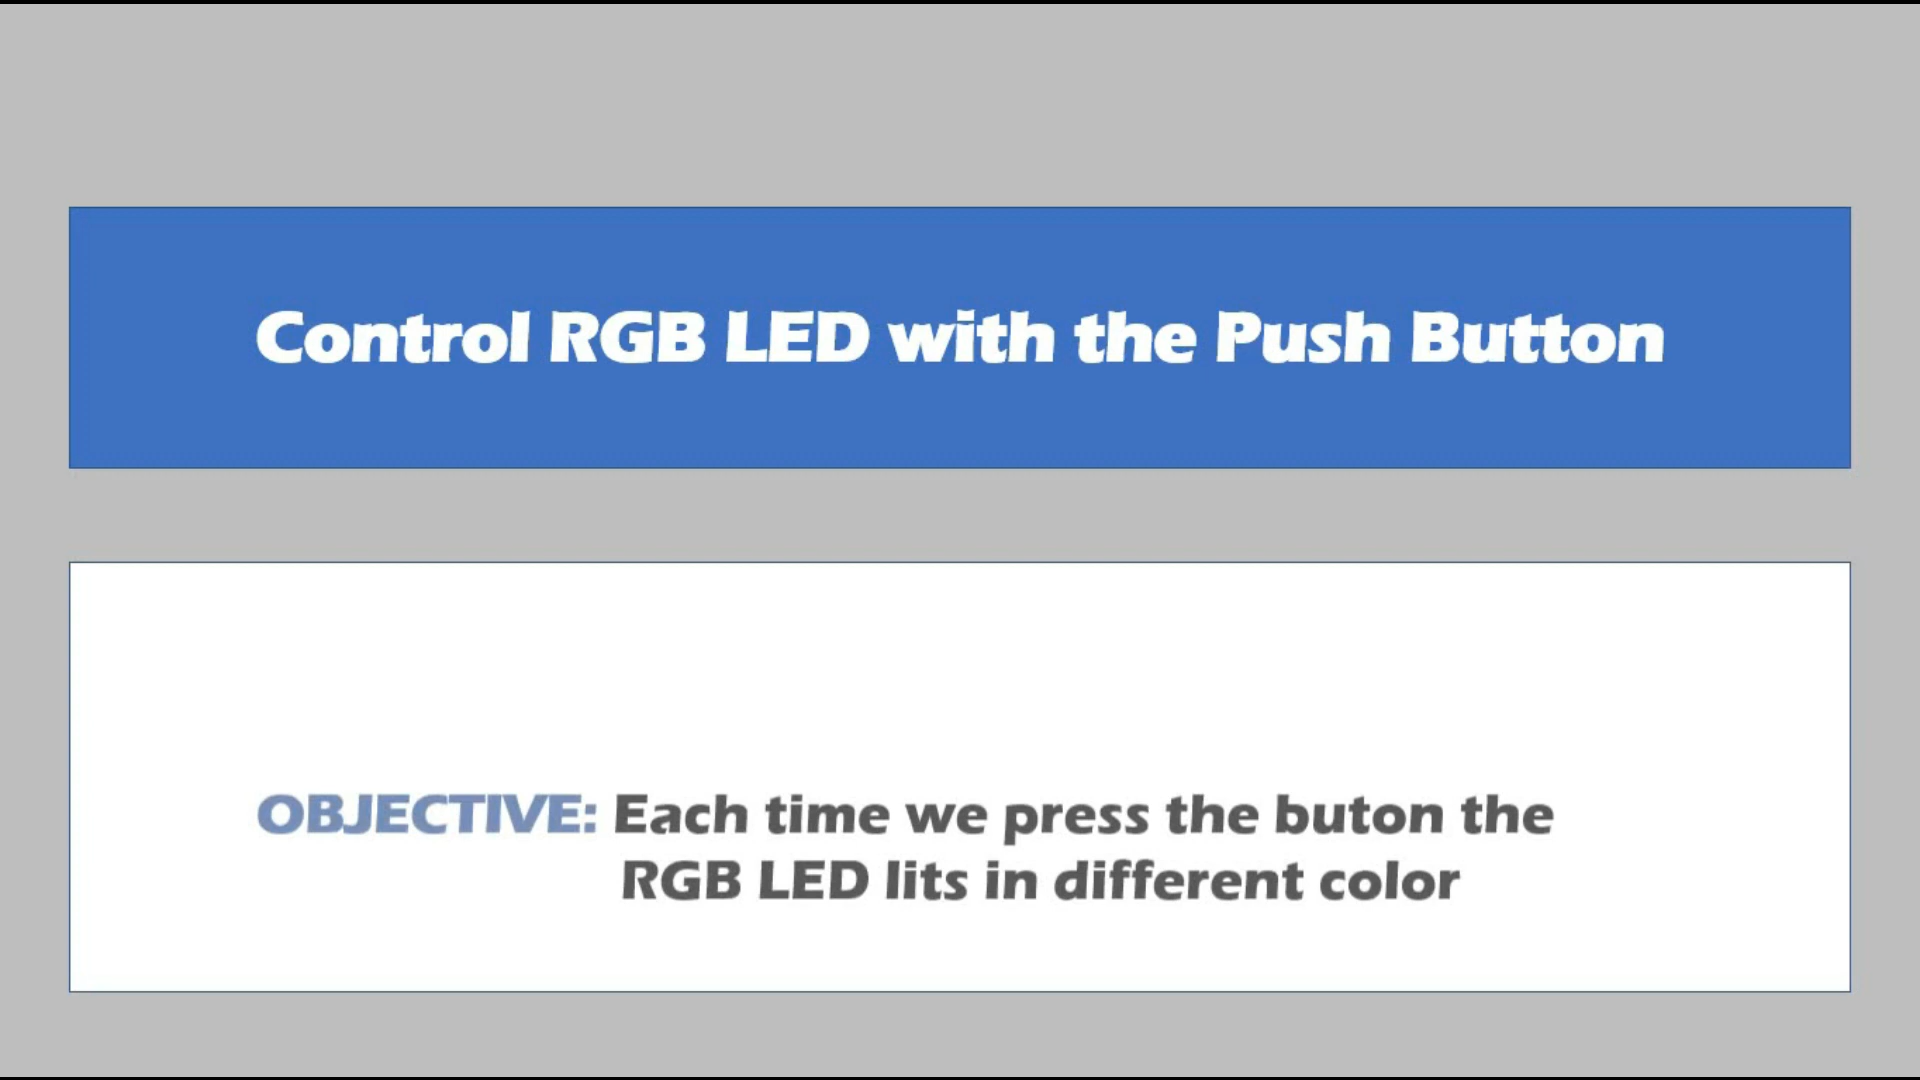 Control RGB LED with the Push Button
OBJECTIVE: Each time we press the buton the
RGB LED lits in different color